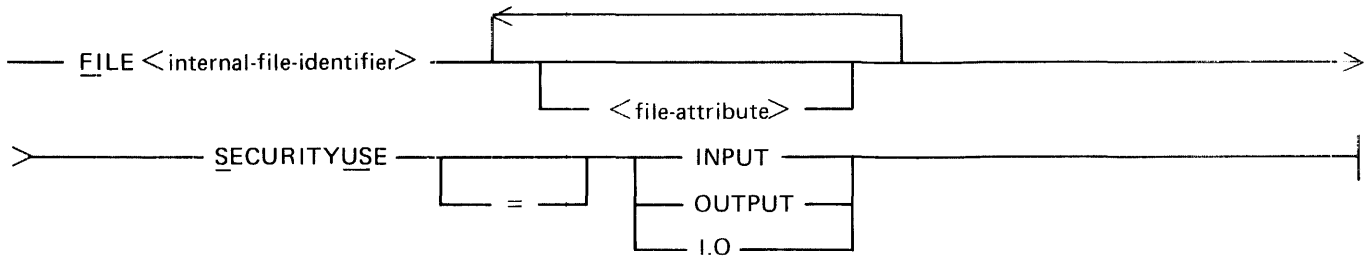 FILE <internal-file-identifier>
<file-attribute>
SECURITYUSE
=
INPUT
OUTPUT
I.O